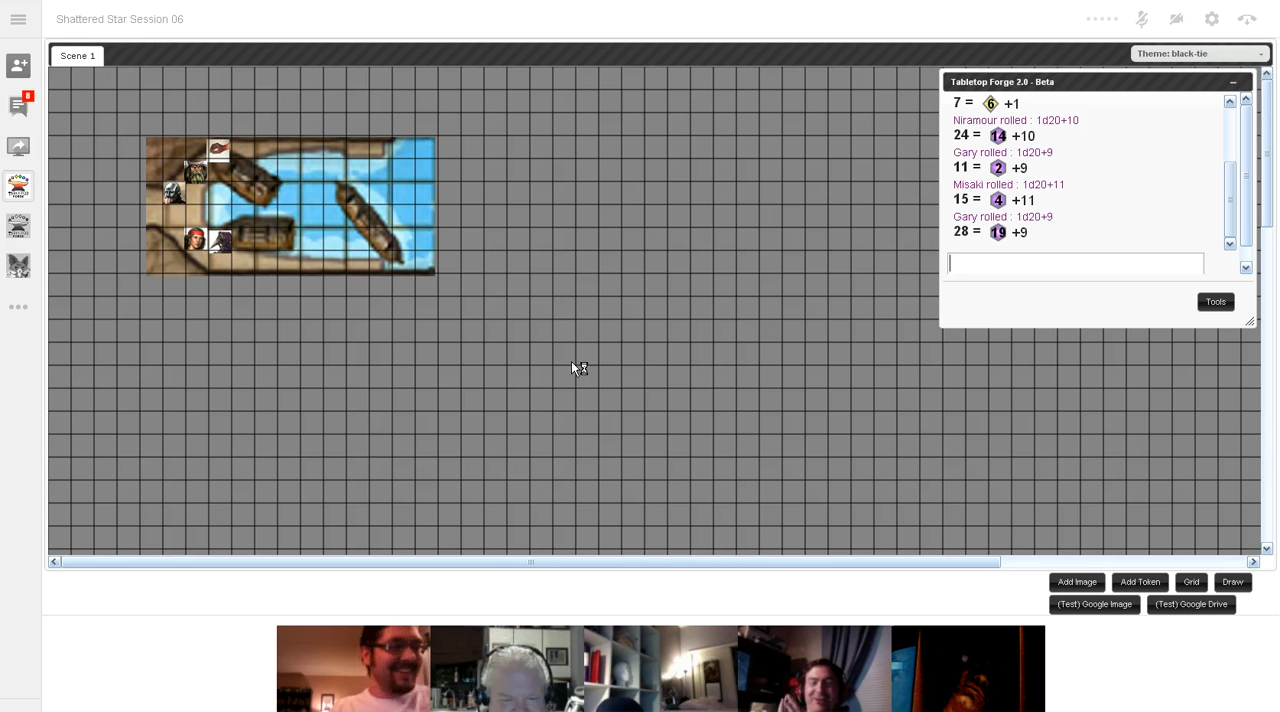 Shattered Star Session 06
Scene 1
Theme: black-tie
8
Tabletop Forge 2.0 - Beta
7 = 6 +1
Niramour rolled : 1d20+10
24 = 14 +10
Gary rolled : 1d20+9
11 = 2 +9
Misaki rolled : 1d20+11
15 = 4 +11
Gary rolled : 1d20+9
28 = 19 +9
Tools
Add Image Add Token Grid Draw
(Test) Google Image (Test) Google Drive